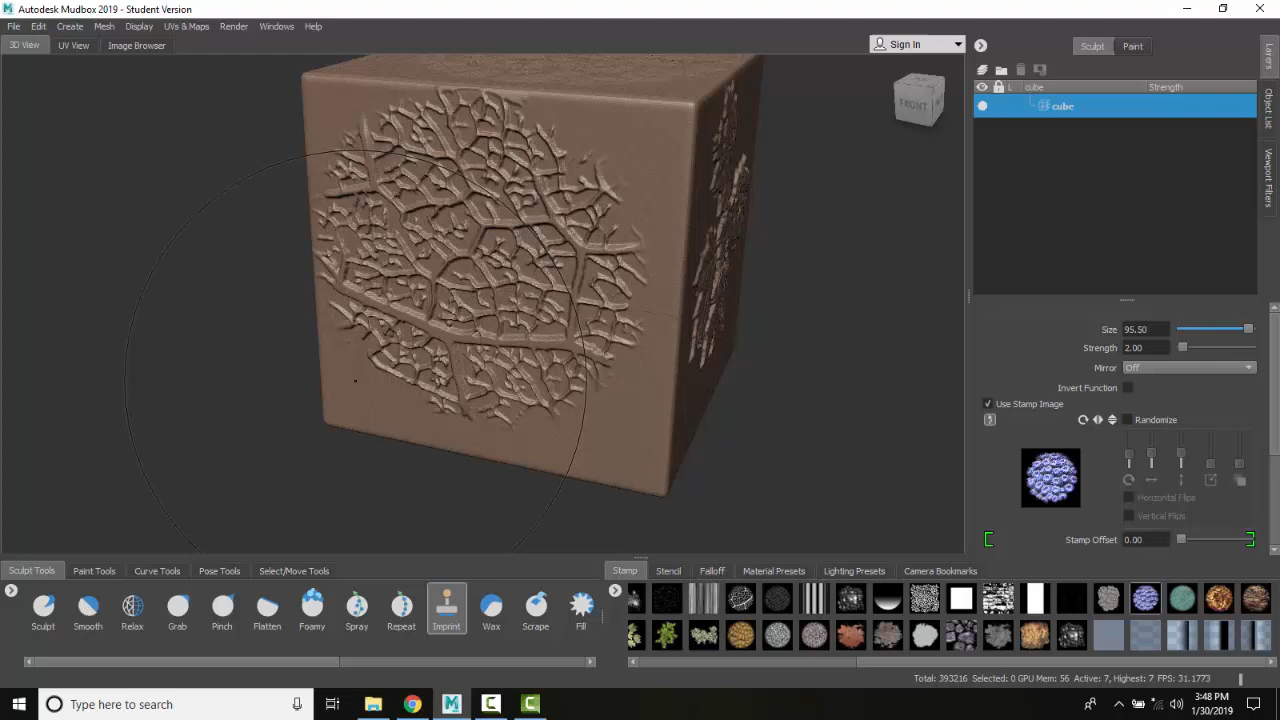 Autodesk Mudbox 2019 - Student Version
File Edit Create Mesh Display UVs & Maps Render Windows Help
3D View UV View Image Browser
Sign In
FRONT
Sculpt Paint
L. cube Strength
cube
Layers
Object List
Viewport Filters
Size 95.50
Strength 2.00
Mirror Off
Invert Function
Use Stamp Image
Randomize
Horizontal Flips
Vertical Flips
Stamp Offset 0.00
Sculpt Tools Paint Tools Curve Tools Pose Tools Select/Move Tools
Stamp Stencil Falloff Material Presets Lighting Presets Camera Bookmarks
Sculpt Smooth Relax Grab Pinch Flatten Foamy Spray Repeat Imprint Wax Scrape Fill
Total: 393216 Selected: 0 GPU Mem: 56 Active: 7, Highest: 7 FPS: 31.1773
Type here to search
3:48 PM
1/30/2019